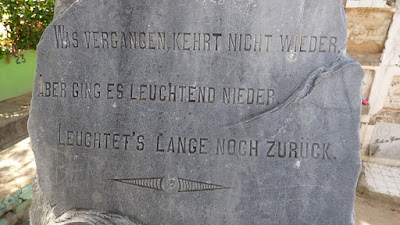 WAS VERGANGEN, KEHRT NICHT WIEDER,
ABER GING ES LEUCHTEND NIEDER
LEUCHTET'S LANGE NOCH ZURÜCK.